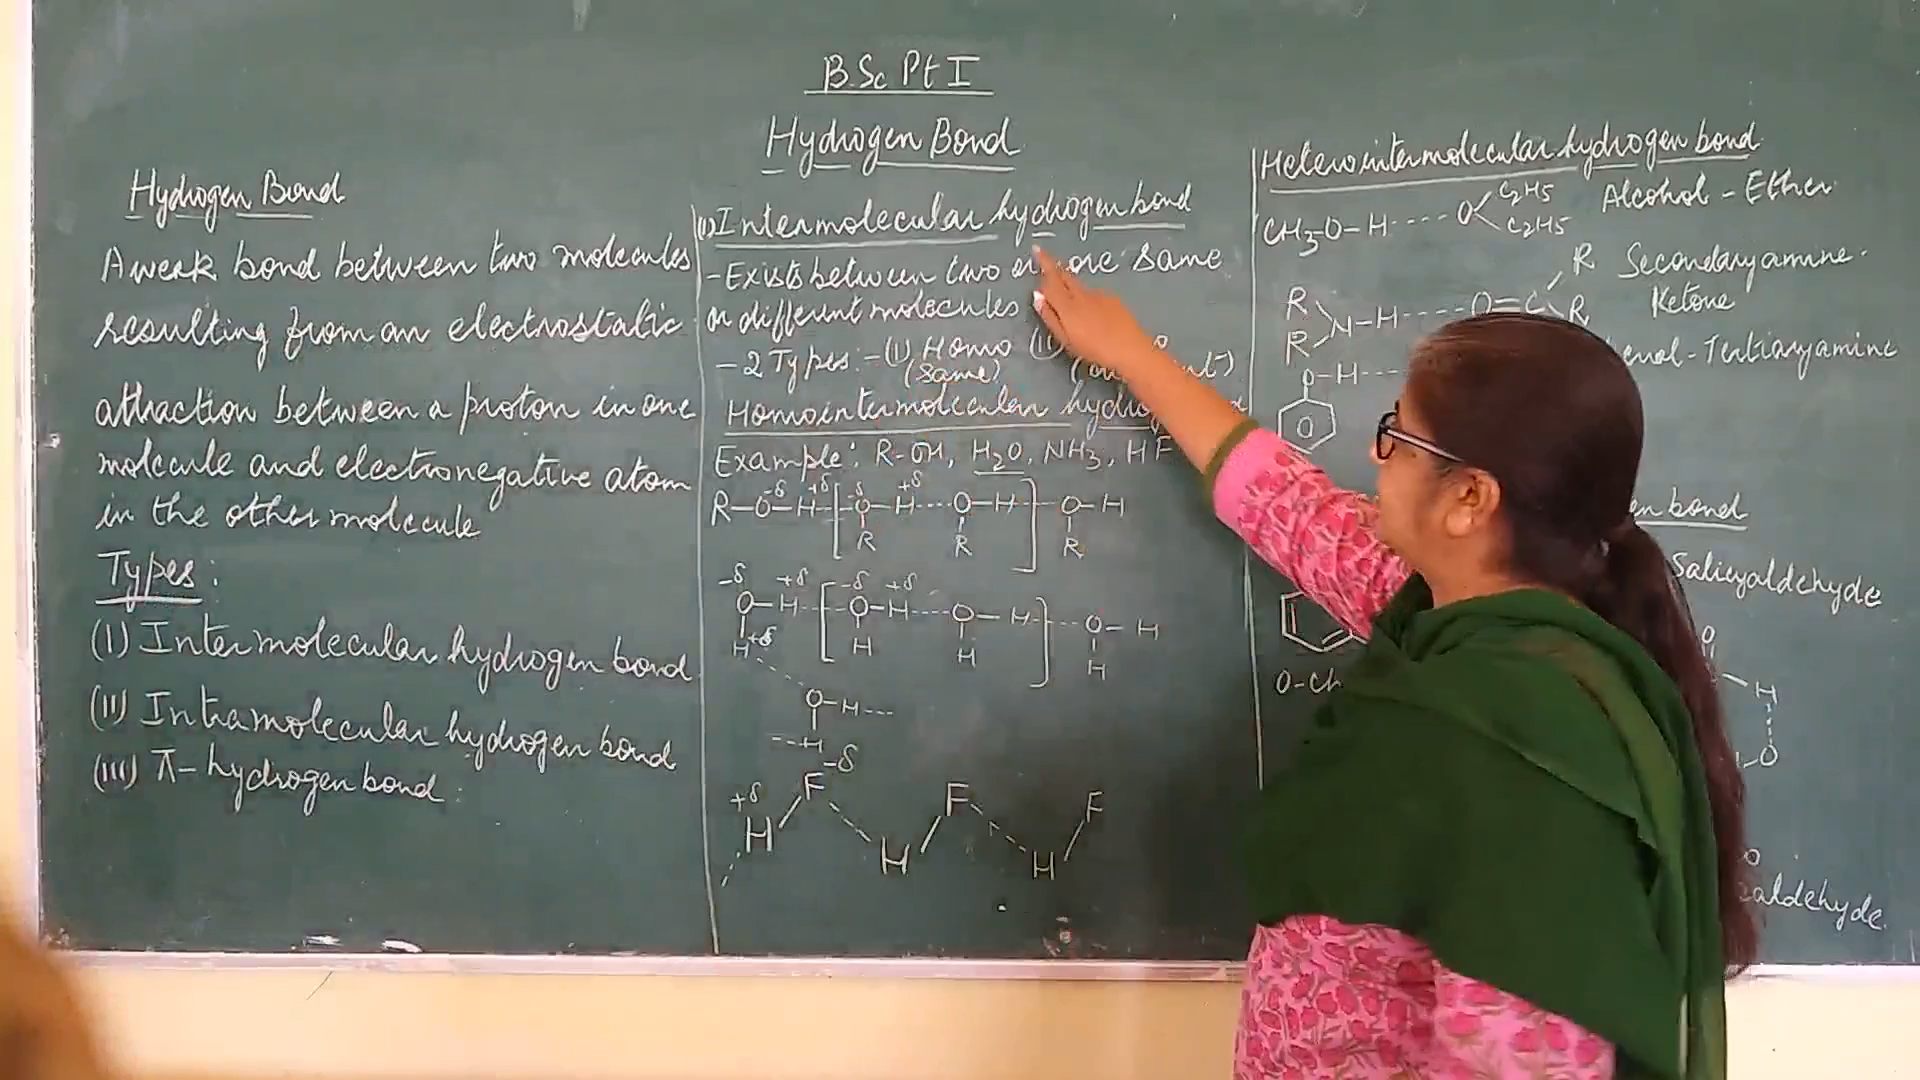 B.Sc Pt I
Hydrogen Bond
Hydrogen Bond
A weak bond between two molecules
resulting from an electrostatic
attraction between a proton in one
molecule and electronegative atom
in the other molecule
Types:
(I) Intermolecular hydrogen bond
(II) Intramolecular hydrogen bond
(III) π- hydrogen bond
Intermolecular hydrogen bond
- Exists between two or more same
or different molecules
- 2 Types:- (I) Homo (II)
(Same)
Homointermolecular
Example: R-OH, H2O, NH3, HF
R-O-H---[O-H---O-H]---O-H
-δ +δ -δ +δ
R R R
-δ +δ -δ +δ
O-H---[O-H---O-H]---O-H
H +δ H H H
O-H---
---H
-δ
+δ F F F
H H H
Heterointermolecular hydrogen bond
CH3-O-H----O C2H5 C2H5 Alcohol - Ether
R R N-H----O=C R R Secondary amine.
Ketone
O-H--- Tertiaryamine
bond
Salicyaldehyde
O
H
O
O